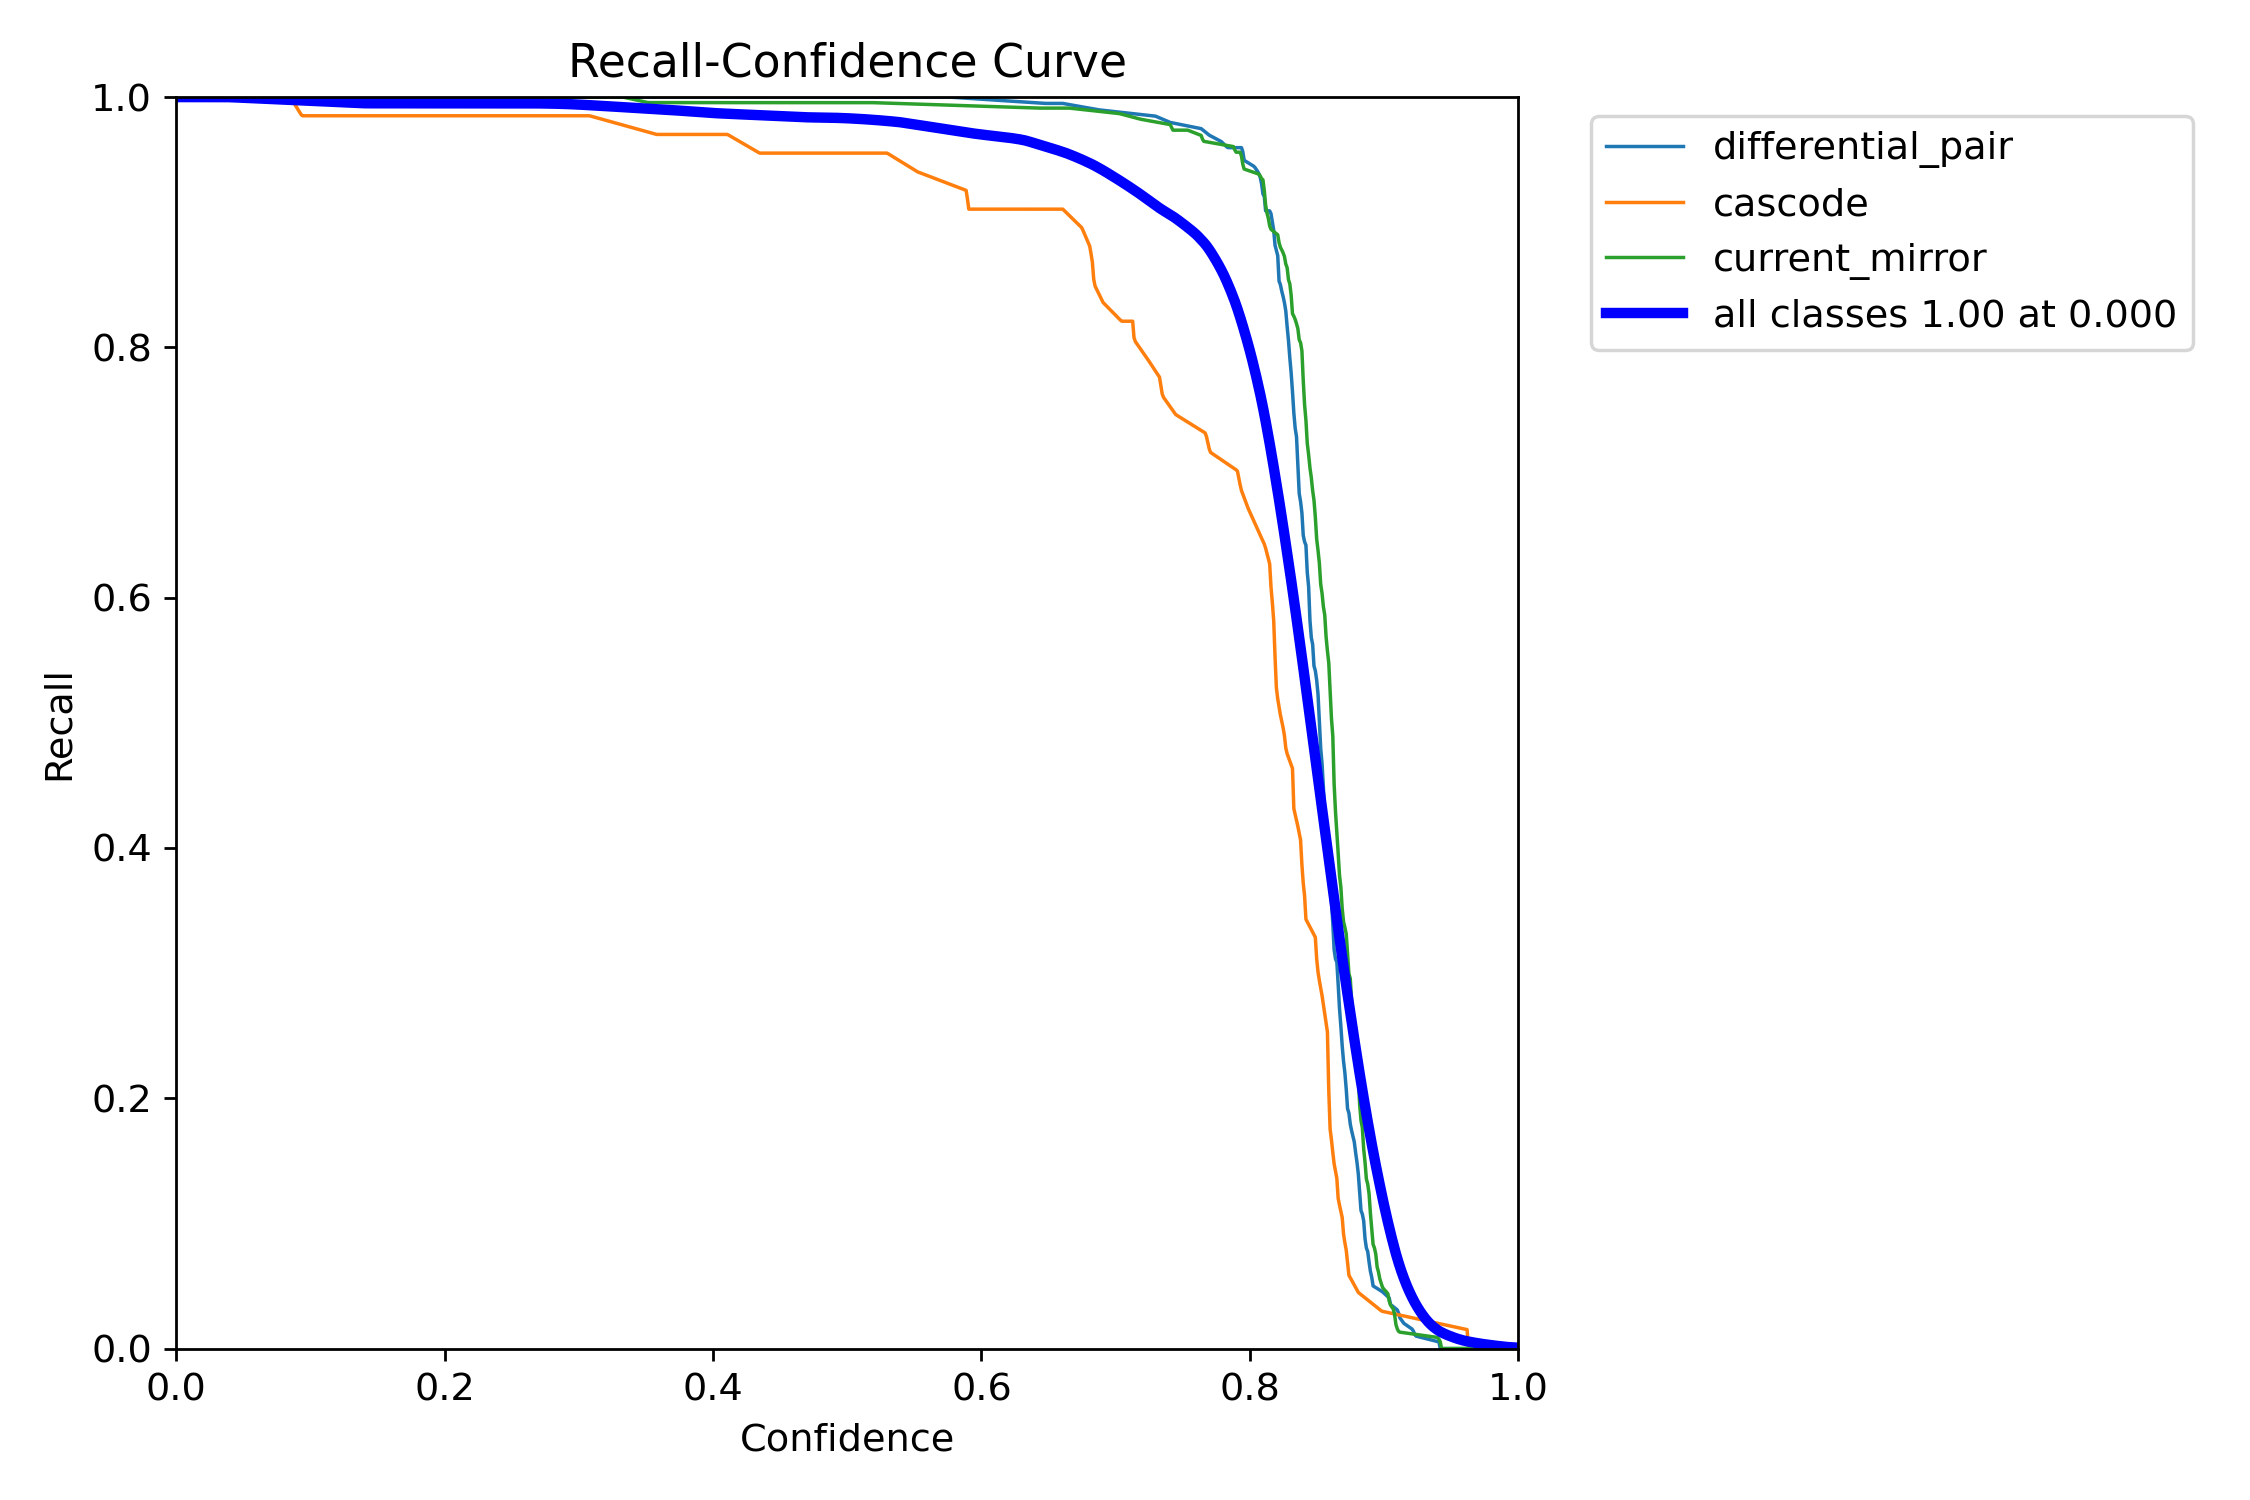 Recall-Confidence Curve
1.0
0.8
0.6
0.4
0.2
0.0
Recall
0.0 0.2 0.4 0.6 0.8 1.0
Confidence
differential_pair
cascode
current_mirror
all classes 1.00 at 0.000